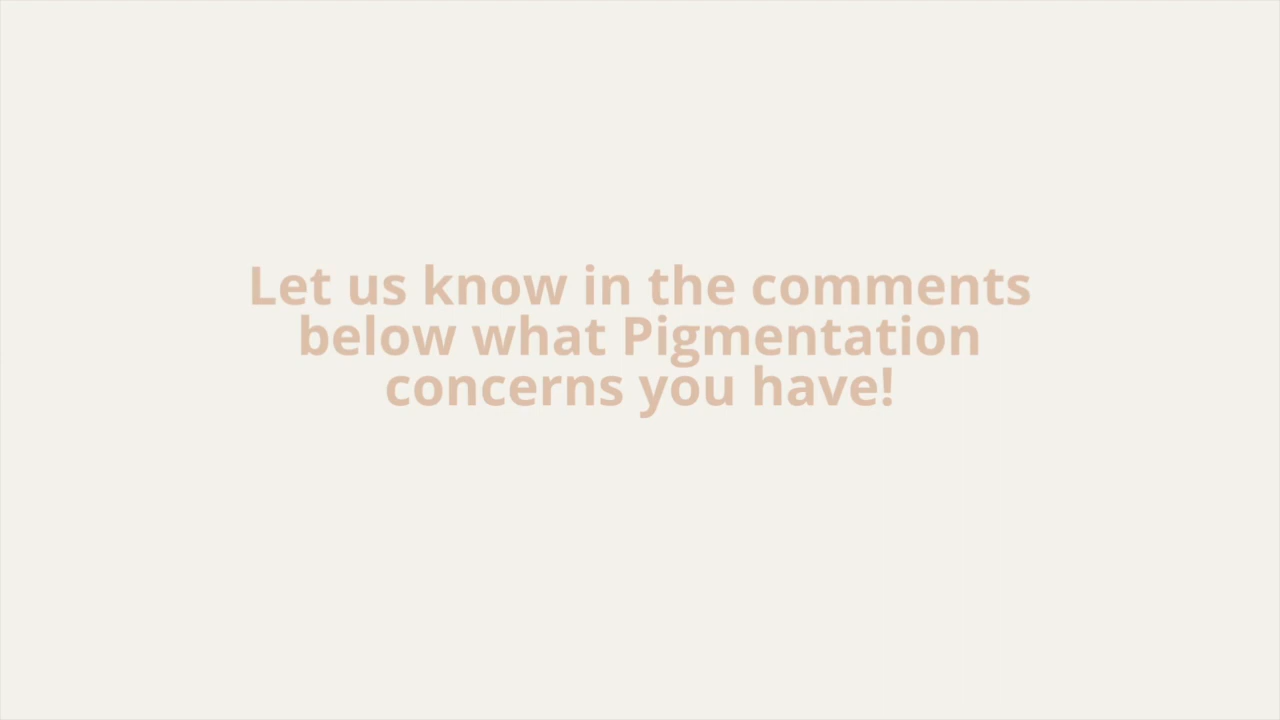 Let us know in the comments
below what Pigmentation
concerns you have!